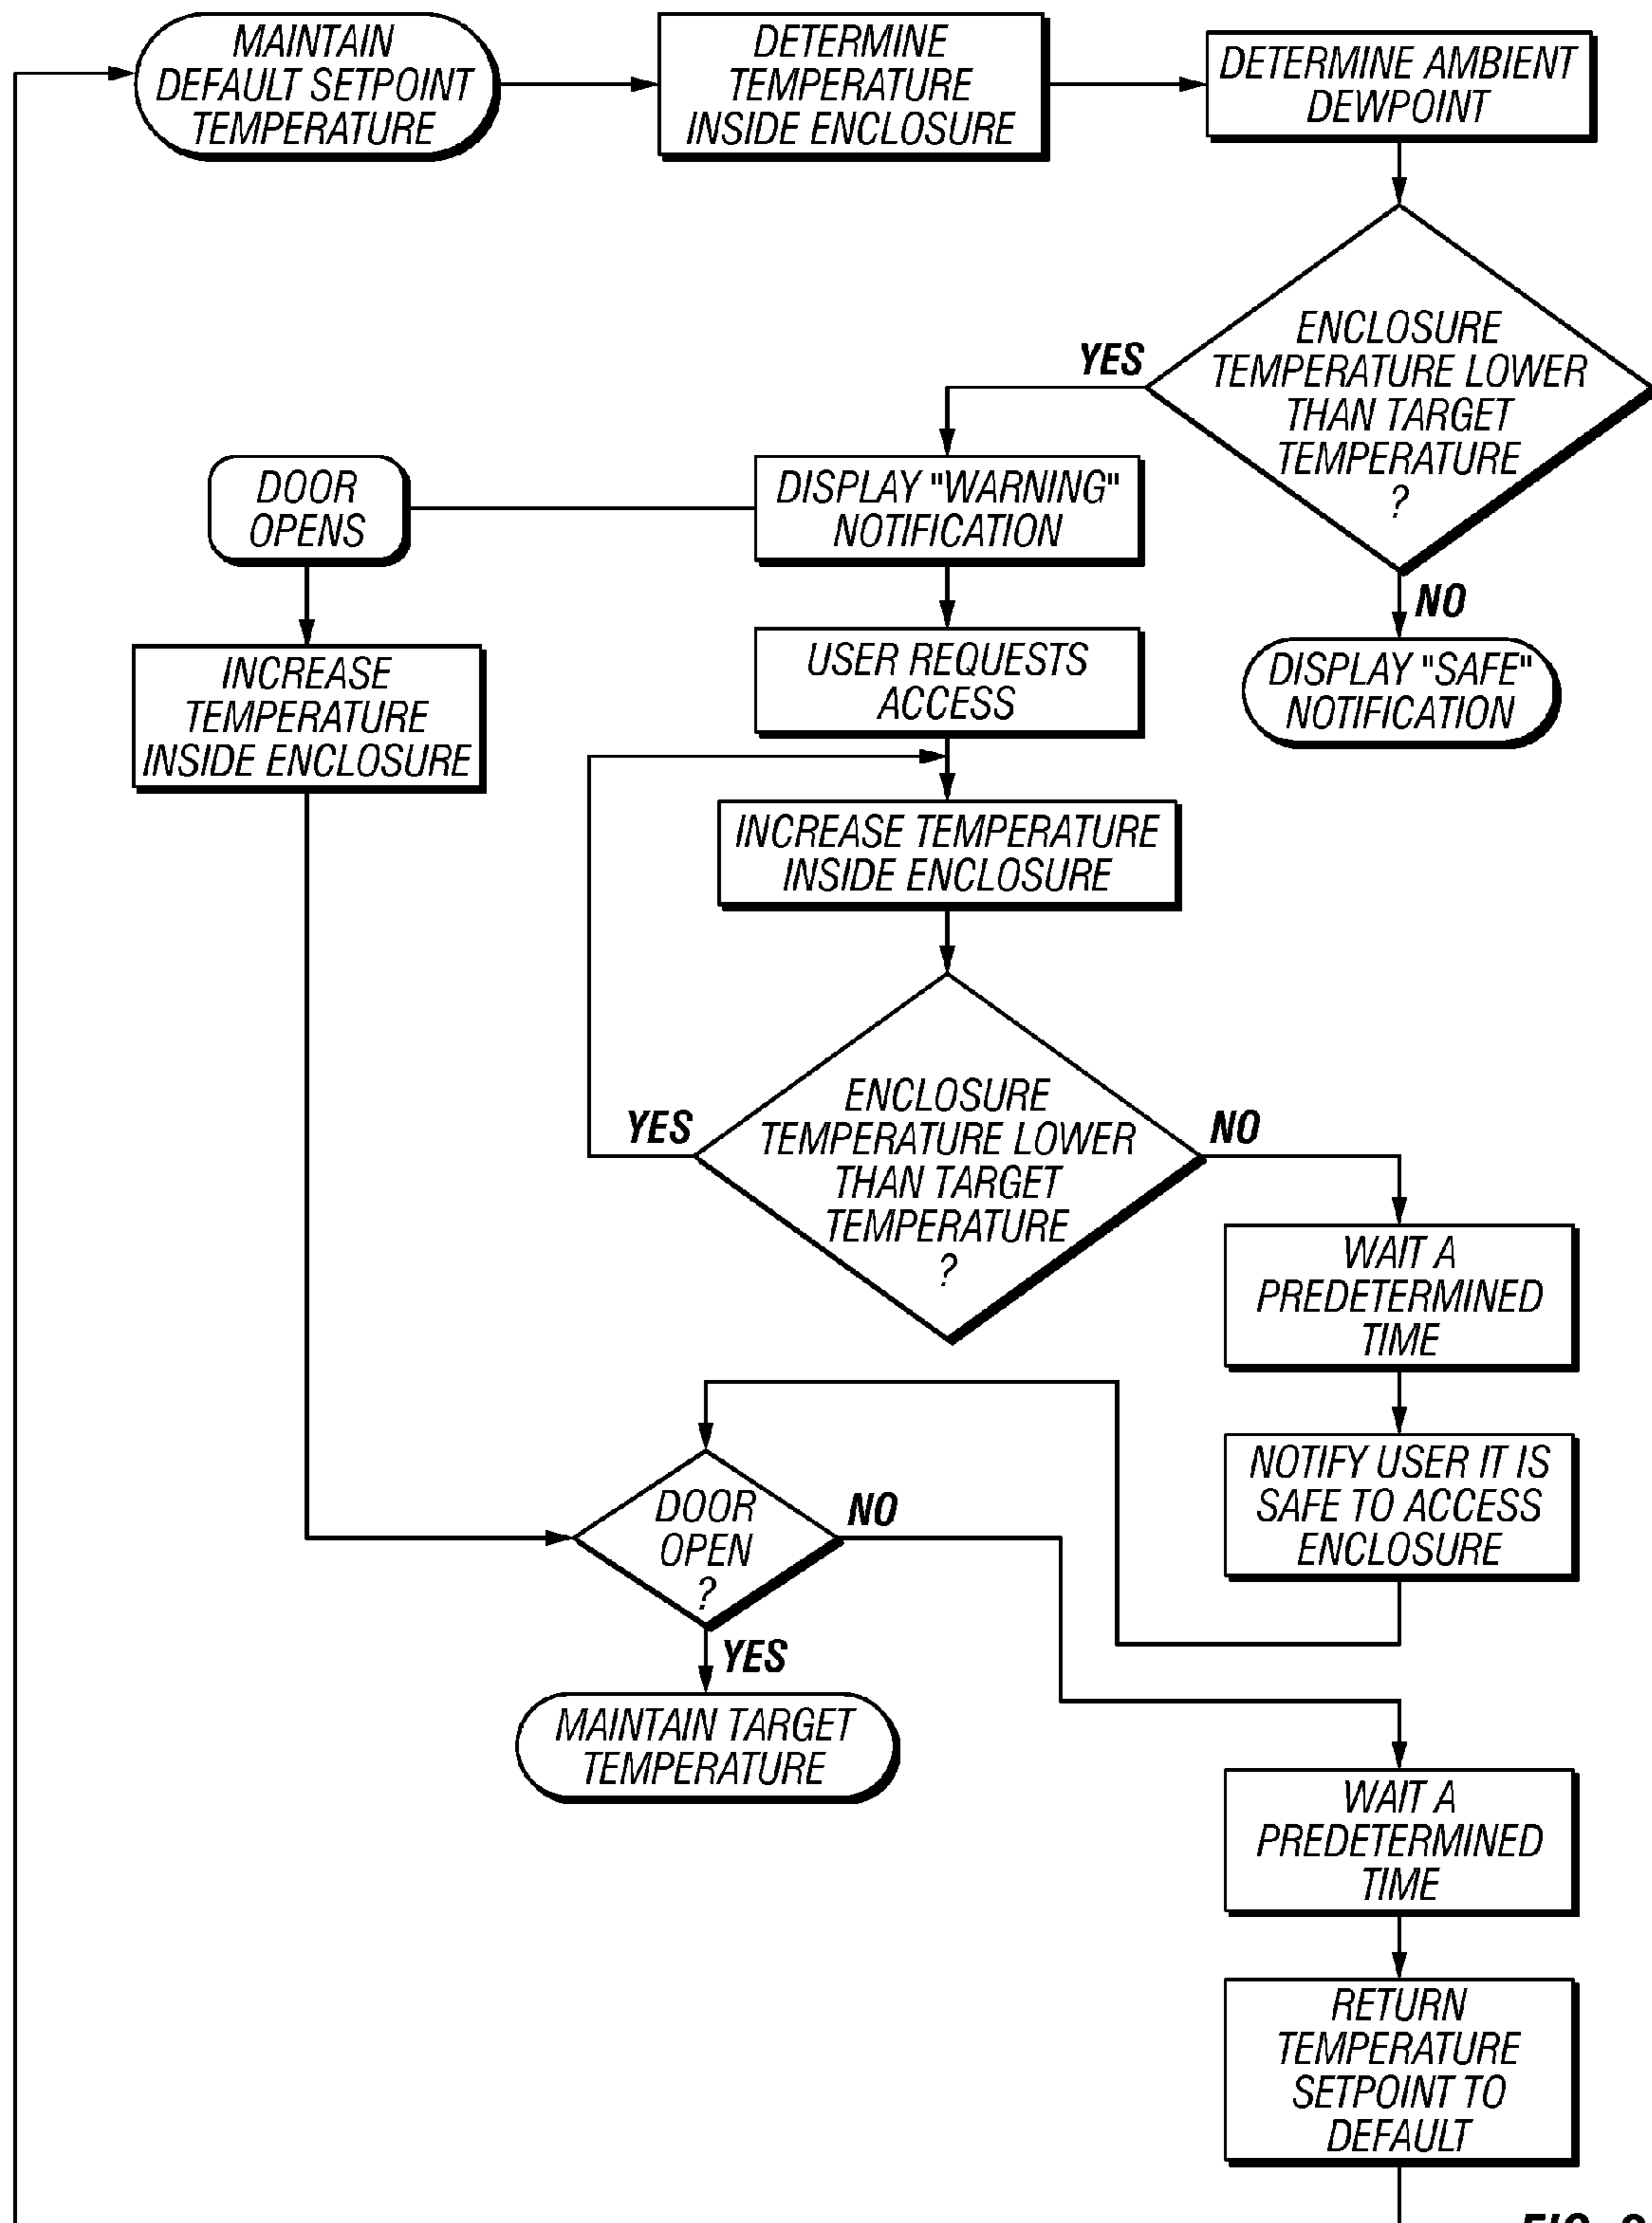 MAINTAIN
DEFAULT SETPOINT
TEMPERATURE
DETERMINE
TEMPERATURE
INSIDE ENCLOSURE
DETERMINE AMBIENT
DEWPOINT
ENCLOSURE
TEMPERATURE LOWER
THAN TARGET
TEMPERATURE
?
YES
NO
DISPLAY "SAFE"
NOTIFICATION
DISPLAY "WARNING"
NOTIFICATION
DOOR
OPENS
INCREASE
TEMPERATURE
INSIDE ENCLOSURE
USER REQUESTS
ACCESS
INCREASE TEMPERATURE
INSIDE ENCLOSURE
ENCLOSURE
TEMPERATURE LOWER
THAN TARGET
TEMPERATURE
?
YES
NO
WAIT A
PREDETERMINED
TIME
NOTIFY USER IT IS
SAFE TO ACCESS
ENCLOSURE
DOOR
OPEN
?
NO
YES
MAINTAIN TARGET
TEMPERATURE
WAIT A
PREDETERMINED
TIME
RETURN
TEMPERATURE
SETPOINT TO
DEFAULT
FIG.